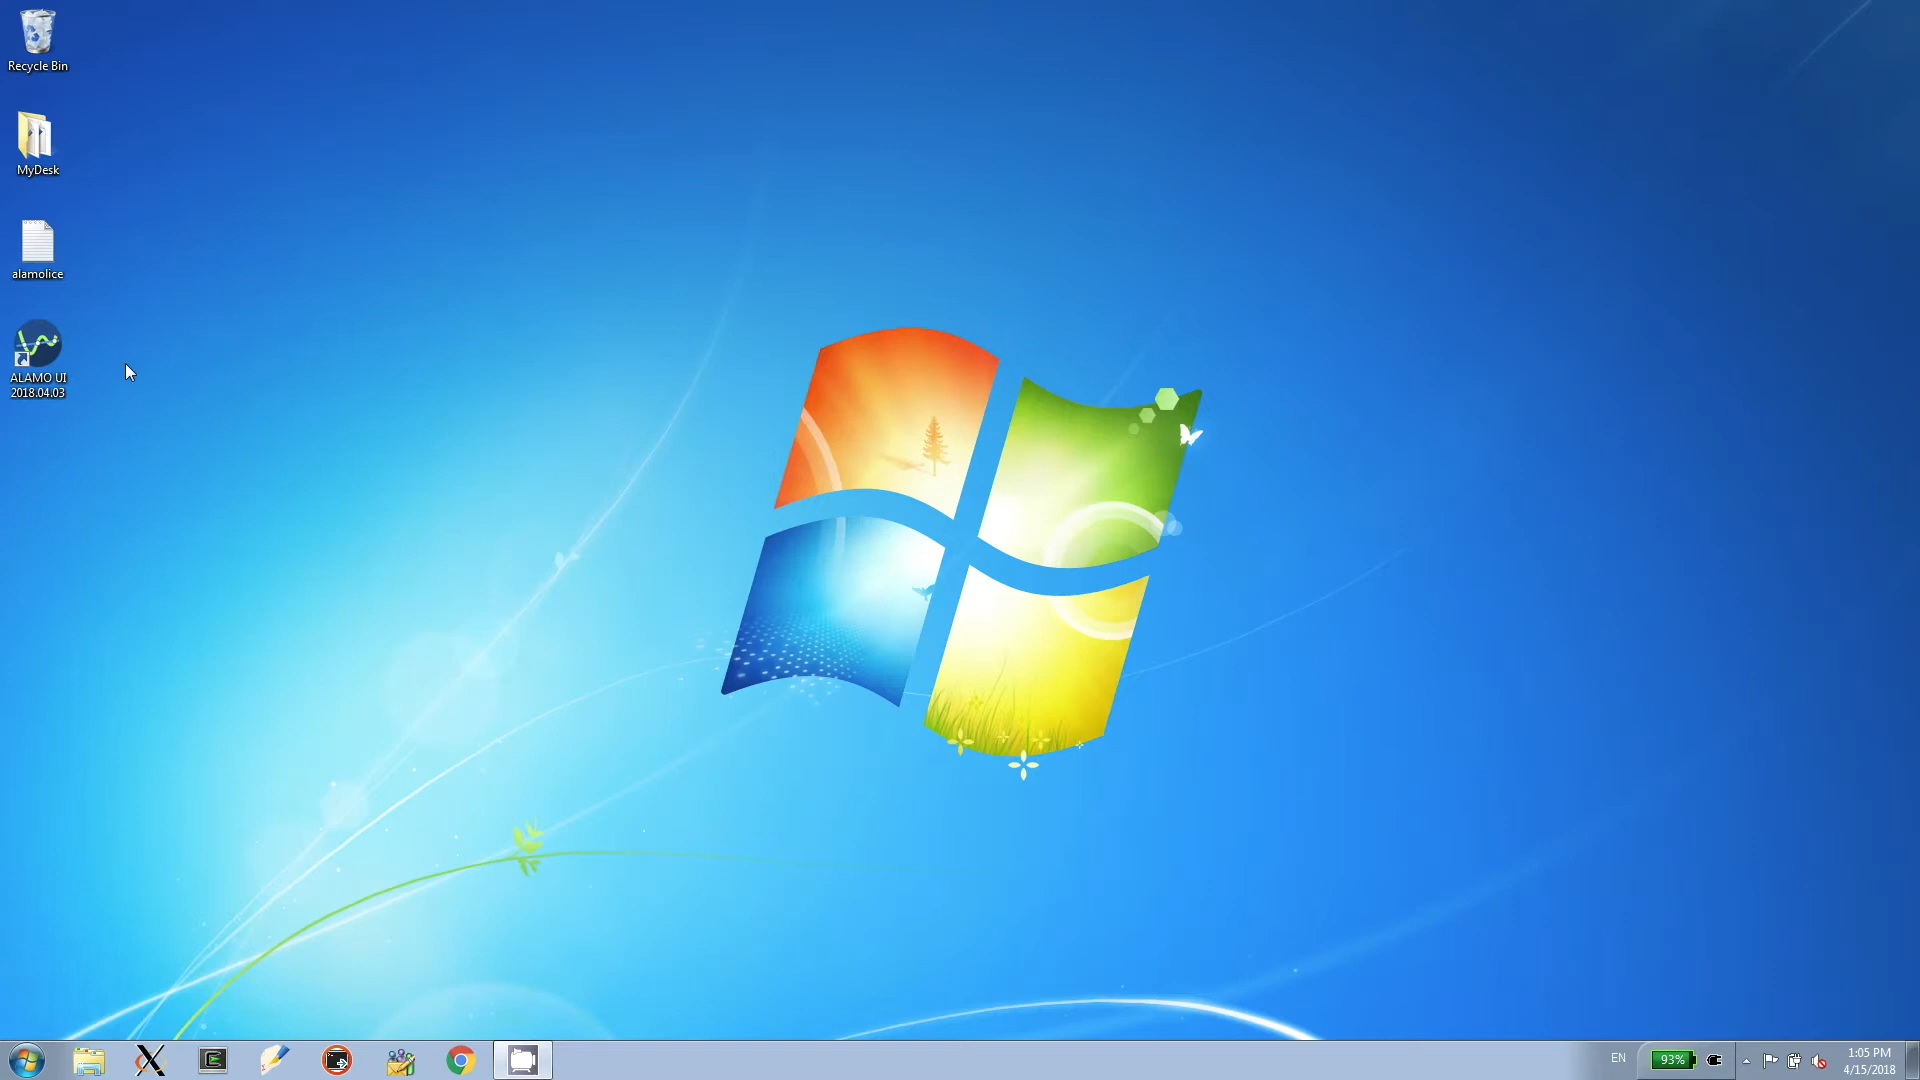 Recycle Bin
MyDesk
alamolice
ALAMO UI
2018.04.03
EN
93%
1:05 PM
4/15/2018